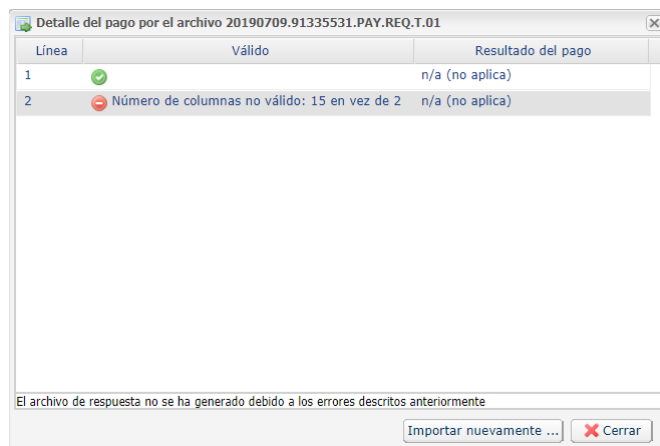 Detalle del pago por el archivo 20190709.91335531.PAY.REQ.T.01
Línea Válido Resultado del pago
1 n/a (no aplica)
2 Número de columnas no válido: 15 en vez de 2 n/a (no aplica)
El archivo de respuesta no se ha generado debido a los errores descritos anteriormente
Importar nuevamente ... Cerrar